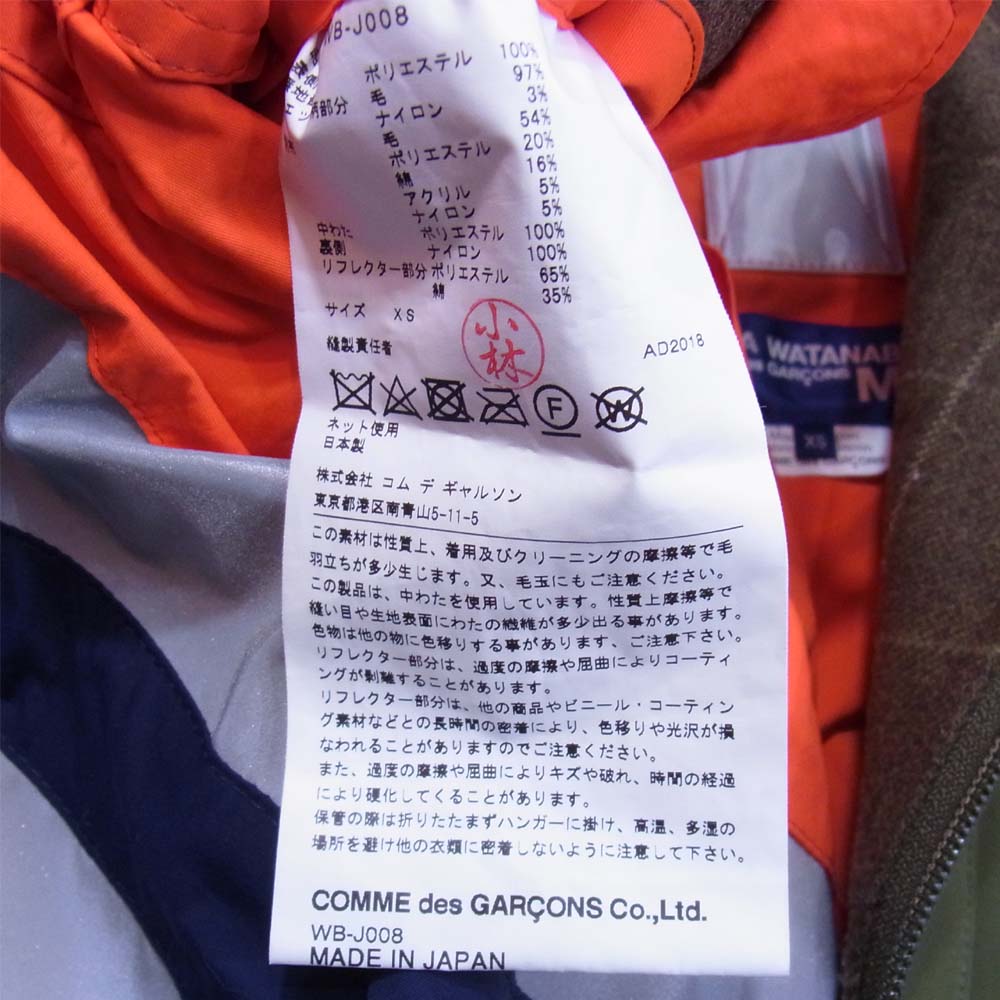 WB-J008
100%
ポリエステル 97%
毛 3%
柄部分 ナイロン 54%
毛 20%
ポリエステル 16%
綿 5%
アクリル 5%
ナイロン
中わた ポリエステル 100%
裏側 ナイロン 100%
リフレクター部分 ポリエステル 65%
綿 35%
サイズ XS
縫製責任者
小林
AD2018
F
W
ネット使用
日本製
株式会社 コム デ ギャルソン
東京都港区南青山5-11-5
この素材は性質上、着用及びクリーニングの摩擦等で毛
羽立ちが多少生じます。又、毛玉にもご注意ください。
この製品は、中わたを使用しています。性質上摩擦等で
縫い目や生地表面にわたの繊維が多少出る事があります。
色物は他の物に色移りする事があります、ご注意下さい。
リフレクター部分は、過度の摩擦や屈曲によりコーティ
ングが剥離することがあります。
リフレクター部分は、他の商品やビニール・コーティン
グ素材などとの長時間の密着により、色移りや光沢が損
なわれることがありますのでご注意ください。
また、過度の摩擦や屈曲によりキズや破れ、時間の経過
により硬化してくることがあります。
保管の際は折りたたまずハンガーに掛け、高温、多湿の
場所を避け他の衣類に密着しないように注意して下さい。
COMME des GARÇONS Co.,Ltd.
WB-J008
MADE IN JAPAN
A WATANAB
GARÇONS M
XS